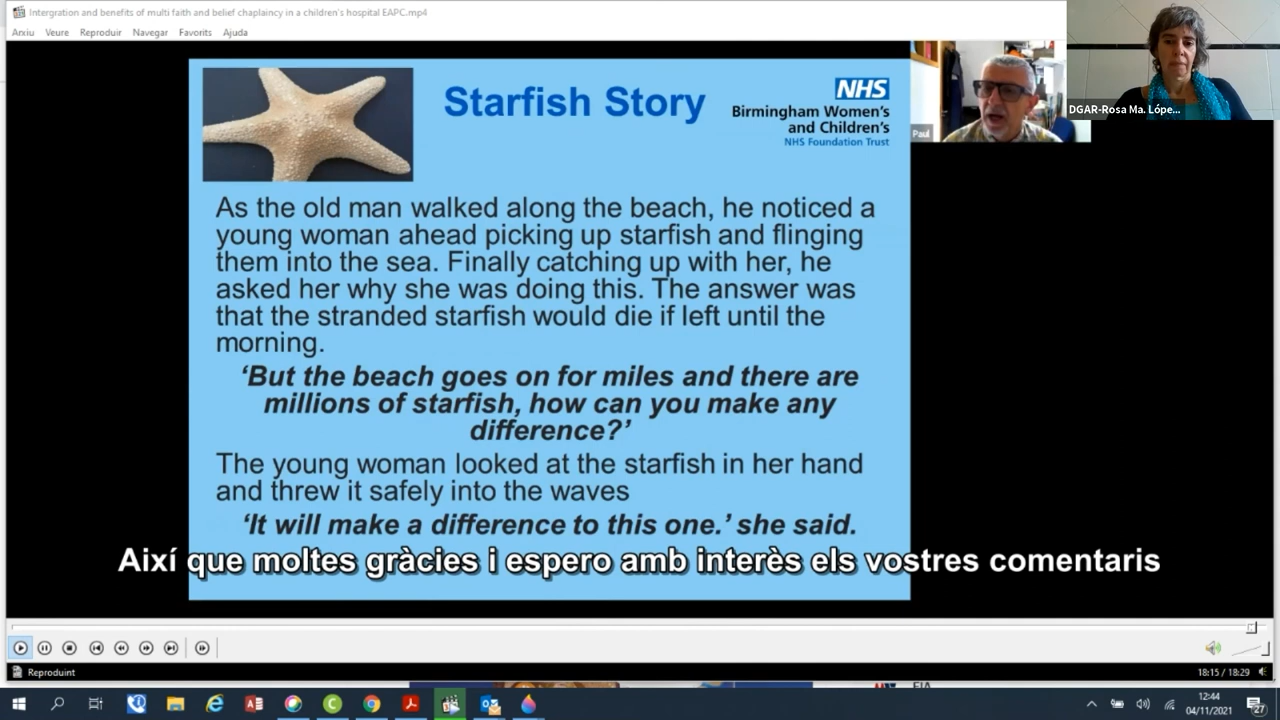 Intergration and benefits of multi faith and belief chaplaincy in a children's hospital EAPC.mp4
Arxiu Veure Reproduir Navegar Favorits Ajuda
Starfish Story
NHS
Birmingham Women's
and Children's
NHS Foundation Trust
Paul
DGAR-Rosa Ma. Lópe...
As the old man walked along the beach, he noticed a
young woman ahead picking up starfish and flinging
them into the sea. Finally catching up with her, he
asked her why she was doing this. The answer was
that the stranded starfish would die if left until the
morning.
‘But the beach goes on for miles and there are
millions of starfish, how can you make any
difference?’
The young woman looked at the starfish in her hand
and threw it safely into the waves
‘It will make a difference to this one.’ she said.
Així que moltes gràcies i espero amb interès els vostres comentaris
Reproduint
18:15 / 18:29
12:44
04/11/2021
27